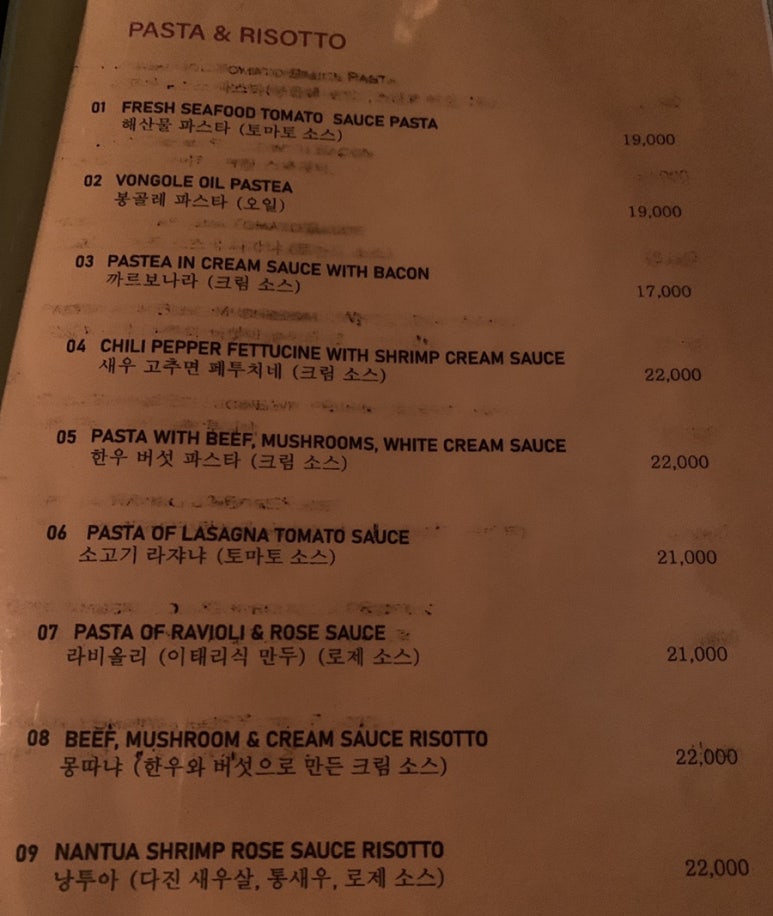 PASTA & RISOTTO
01 FRESH SEAFOOD TOMATO SAUCE PASTA
해산물 파스타 (토마토 소스)
19,000
02 VONGOLE OIL PASTEA
봉골레 파스타 (오일)
19,000
03 PASTEA IN CREAM SAUCE WITH BACON
까르보나라 (크림 소스)
17,000
04 CHILI PEPPER FETTUCINE WITH SHRIMP CREAM SAUCE
새우 고추면 페투치네 (크림 소스)
22,000
05 PASTA WITH BEEF, MUSHROOMS, WHITE CREAM SAUCE
한우 버섯 파스타 (크림 소스)
22,000
06 PASTA OF LASAGNA TOMATO SAUCE
소고기 라쟈냐 (토마토 소스)
21,000
07 PASTA OF RAVIOLI & ROSE SAUCE
라비올리 (이태리식 만두) (로제 소스)
21,000
08 BEEF, MUSHROOM & CREAM SAUCE RISOTTO
몽따냐 (한우와 버섯으로 만든 크림 소스)
22,000
09 NANTUA SHRIMP ROSE SAUCE RISOTTO
낭투아 (다진 새우살, 통새우, 로제 소스)
22,000